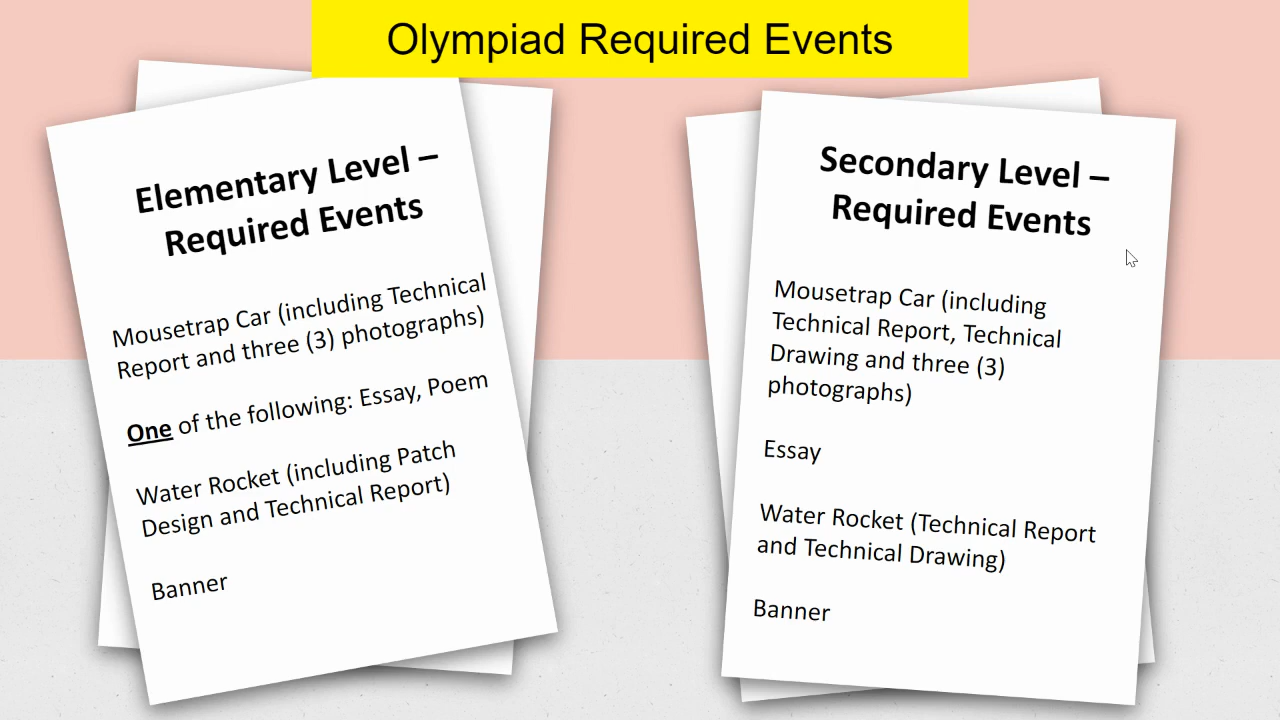 Olympiad Required Events
Elementary Level –
Required Events
Mousetrap Car (including Technical
Report and three (3) photographs)
One of the following: Essay, Poem
Water Rocket (including Patch
Design and Technical Report)
Banner
Secondary Level –
Required Events
Mousetrap Car (including
Technical Report, Technical
Drawing and three (3)
photographs)
Essay
Water Rocket (Technical Report
and Technical Drawing)
Banner